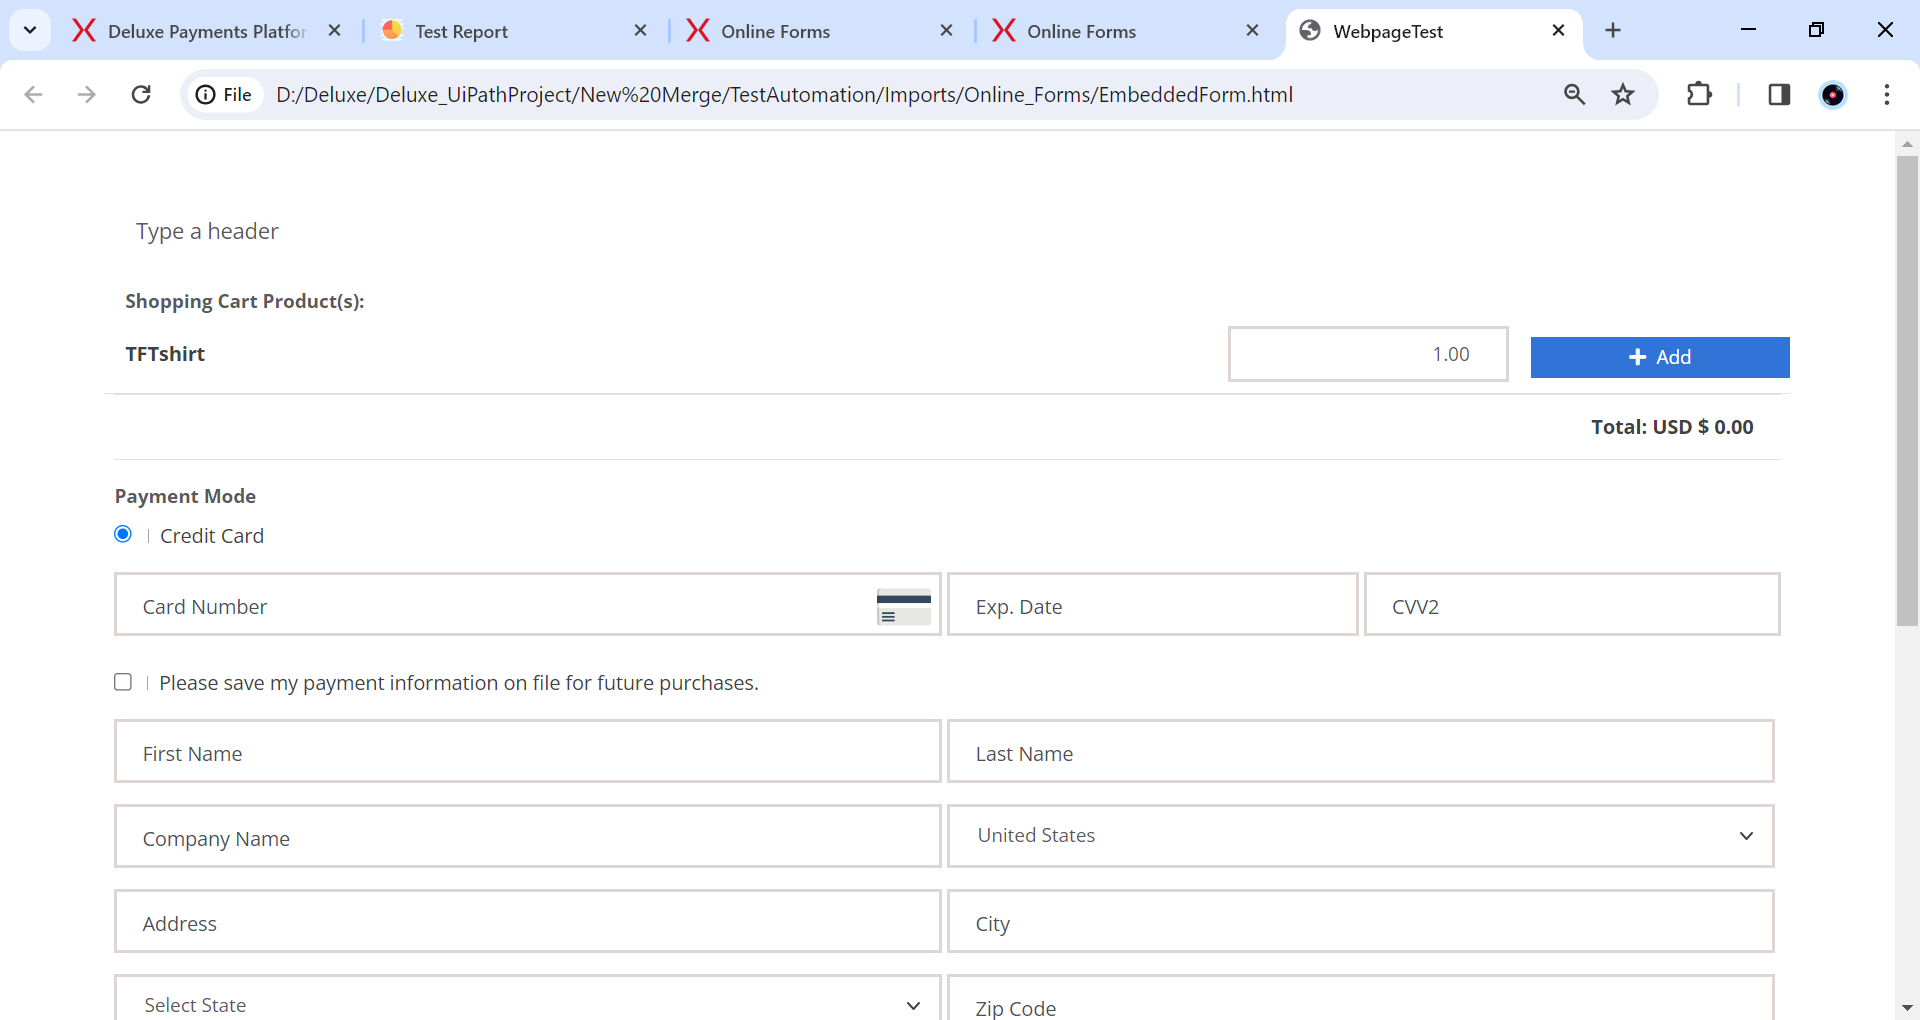 Deluxe Payments Platfor
Test Report
Online Forms
Online Forms
WebpageTest
File
D:/Deluxe/Deluxe_UiPathProject/New%20Merge/TestAutomation/Imports/Online_Forms/EmbeddedForm.html
Type a header
Shopping Cart Product(s):
TFTshirt
1.00
Add
Total: USD $ 0.00
Payment Mode
Credit Card
Card Number
Exp. Date
CVV2
Please save my payment information on file for future purchases.
First Name
Last Name
Company Name
United States
Address
City
Select State
Zip Code